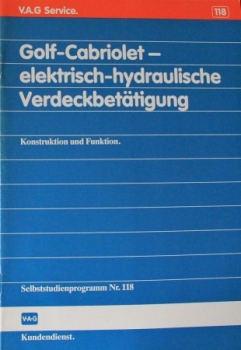 V.A.G Service.
118
Golf-Cabriolet –
elektrisch-hydraulische
Verdeckbetätigung
Konstruktion und Funktion.
Selbststudienprogramm Nr. 118
V·A·G
Kundendienst.